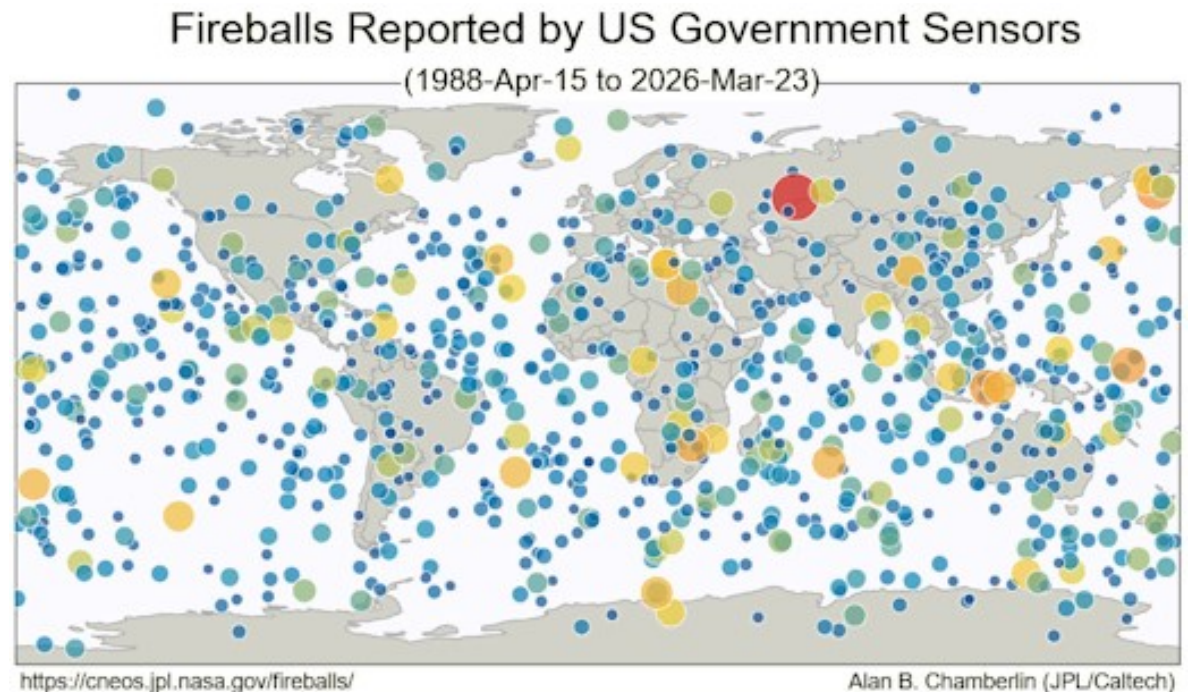 Fireballs Reported by US Government Sensors
(1988-Apr-15 to 2026-Mar-23)
https://cneos.jpl.nasa.gov/fireballs/
Alan B. Chamberlin (JPL/Caltech)